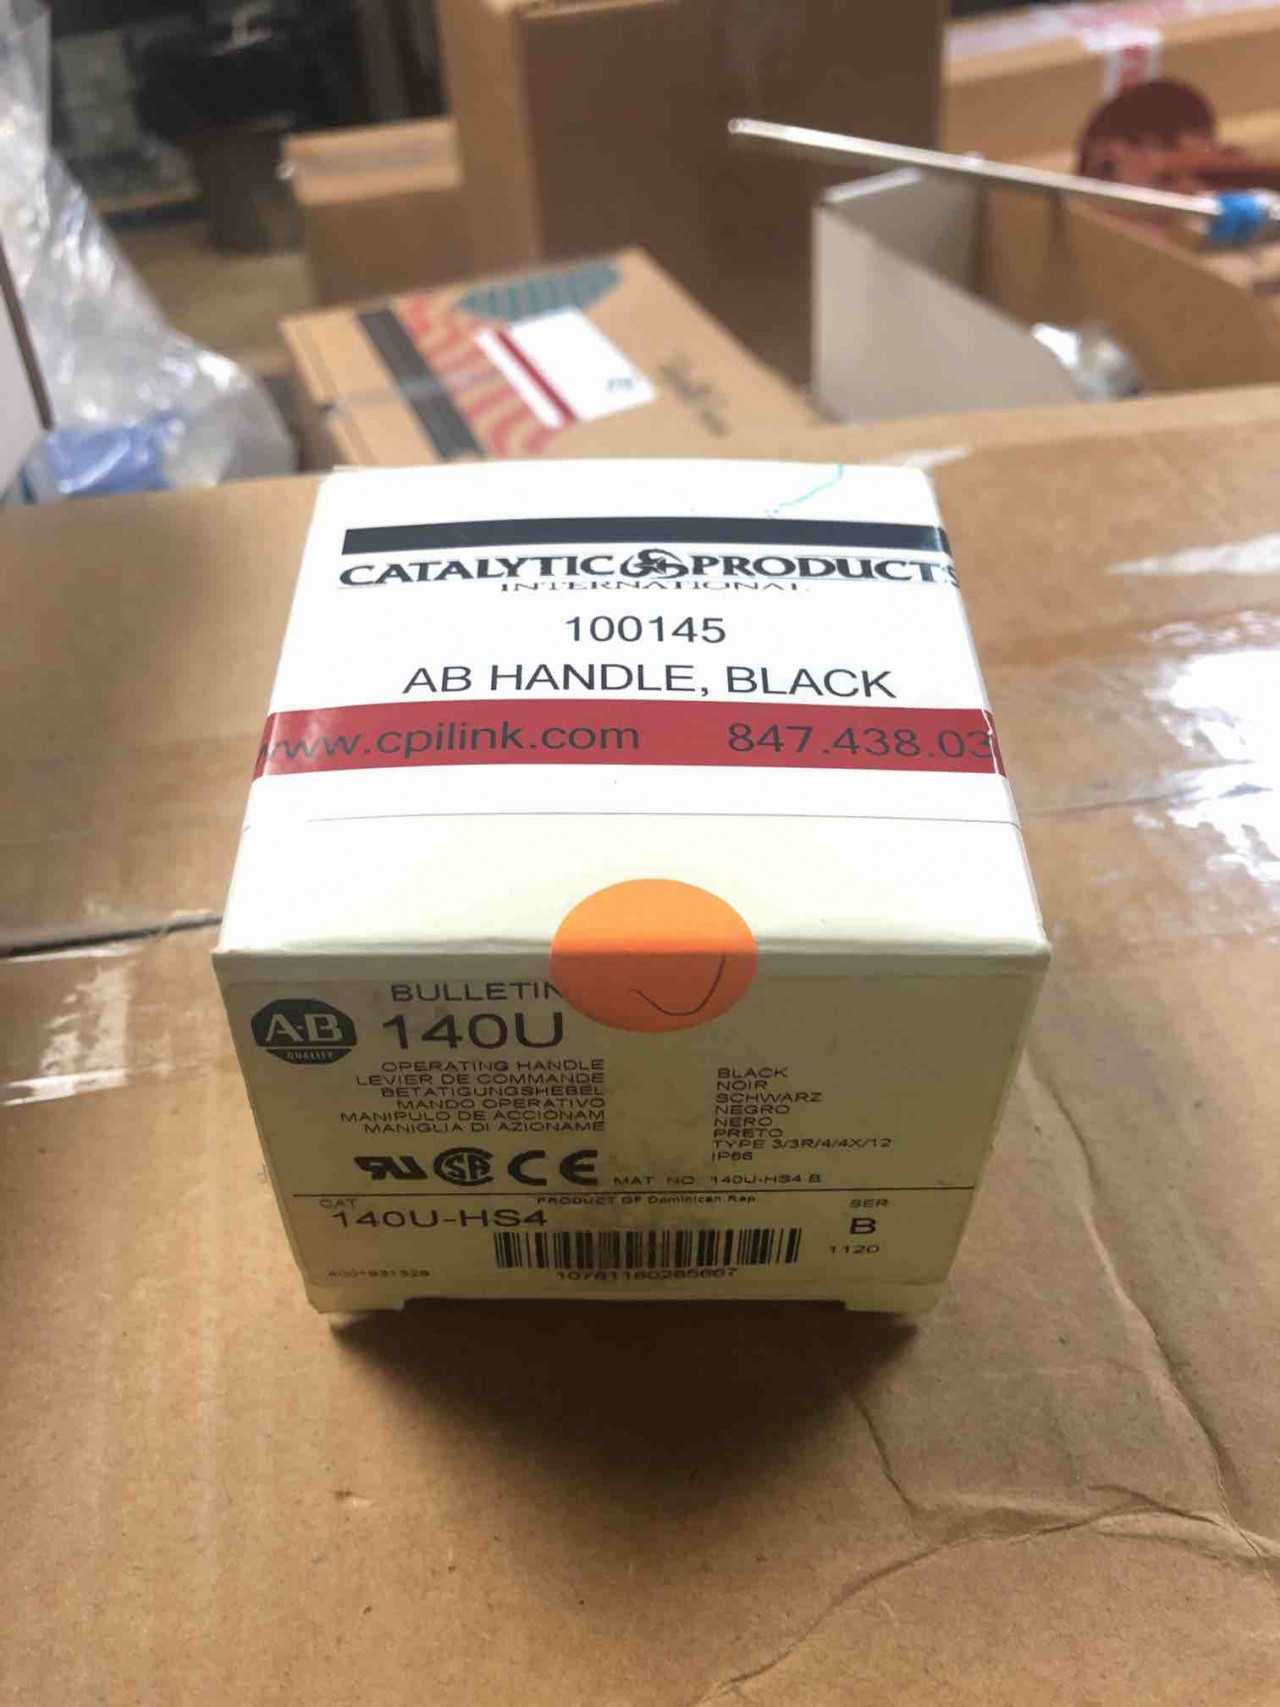 CATALYTIC PRODUCTS
INTERNATIONAL
100145
AB HANDLE, BLACK
www.cpilink.com 847.438.03
BULLETIN
140U
A-B
QUALITY
OPERATING HANDLE
LEVIER DE COMMANDE
BETATIGUNGSHEBEL
MANDO OPERATIVO
MANIPULO DE ACCIONAM
MANIGLIA DI AZIONAME
BLACK
NOIR
SCHWARZ
NEGRO
NERO
PRETO
TYPE 3/3R/4/4X/12
IP66
CE
MAT. NO. 140U-HS4 B
PRODUCT OF Dominican Rep
CAT
140U-HS4
SER
B
1120